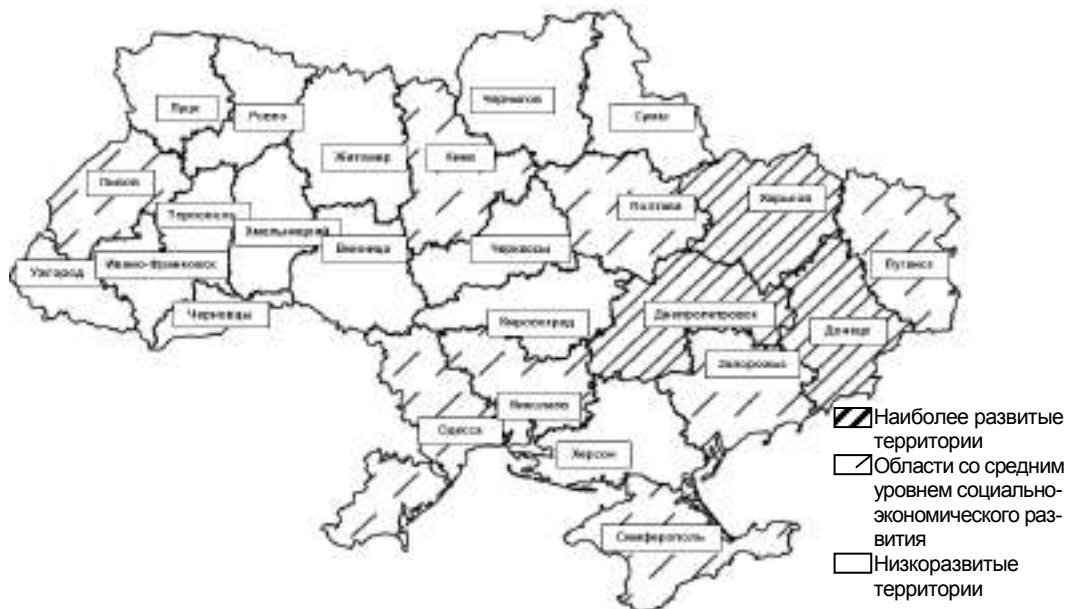 Чернигов
Луцк
Ровно
Сумы
Житомир
Киев
Львов
Полтава
Харьков
Тернополь
Хмельницкий
Винница
Черкассы
Ужгород
Ивано-Франковск
Луганск
Черновцы
Кировоград
Днепропетровск
Донецк
Запорожье
Николаев
Одесса
Херсон
Симферополь
Наиболее развитые
территории
Области со средним
уровнем социально-
экономического раз-
вития
Низкоразвитые
территории